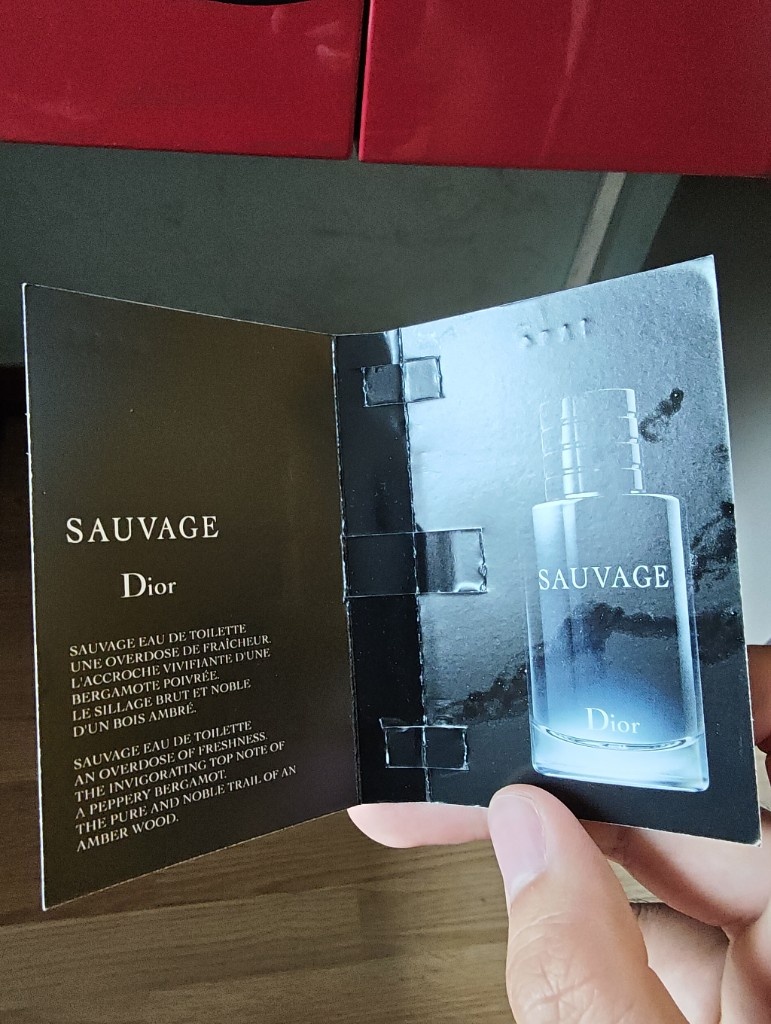 SAUVAGE
Dior
SAUVAGE EAU DE TOILETTE
UNE OVERDOSE DE FRAÎCHEUR.
L'ACCROCHE VIVIFIANTE D'UNE
BERGAMOTE POIVRÉE.
LE SILLAGE BRUT ET NOBLE
D'UN BOIS AMBRÉ.
SAUVAGE EAU DE TOILETTE
AN OVERDOSE OF FRESHNESS.
THE INVIGORATING TOP NOTE OF
A PEPPERY BERGAMOT.
THE PURE AND NOBLE TRAIL OF AN
AMBER WOOD.
SAUVAGE
Dior